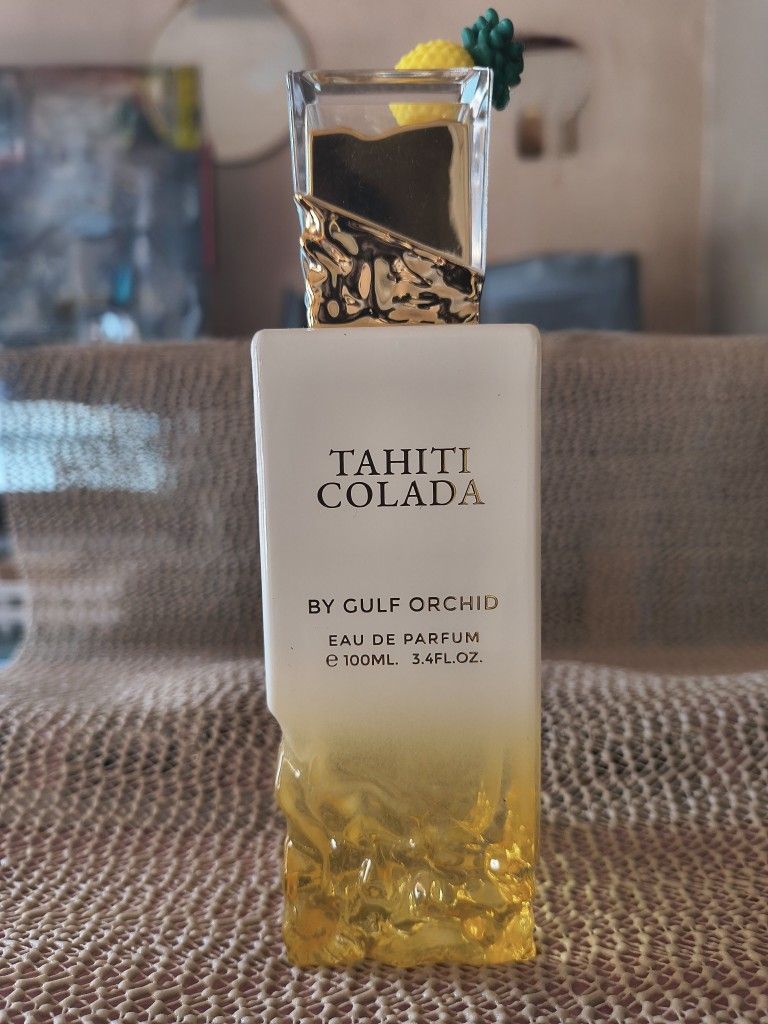 TAHITI
COLADA
BY GULF ORCHID
EAU DE PARFUM
℮ 100ML. 3.4FL.OZ.